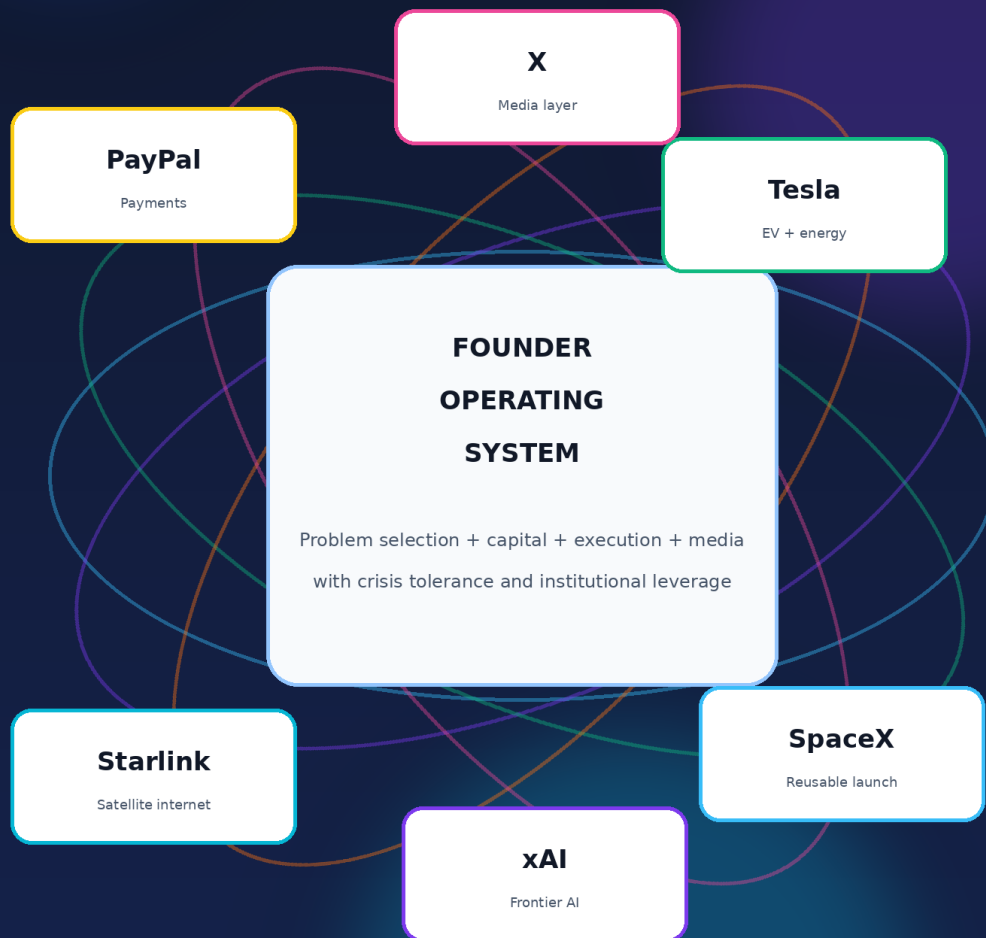 X
Media layer
PayPal
Payments
Tesla
EV + energy
FOUNDER
OPERATING
SYSTEM
Problem selection + capital + execution + media
with crisis tolerance and institutional leverage
Starlink
Satellite internet
SpaceX
Reusable launch
xAI
Frontier AI